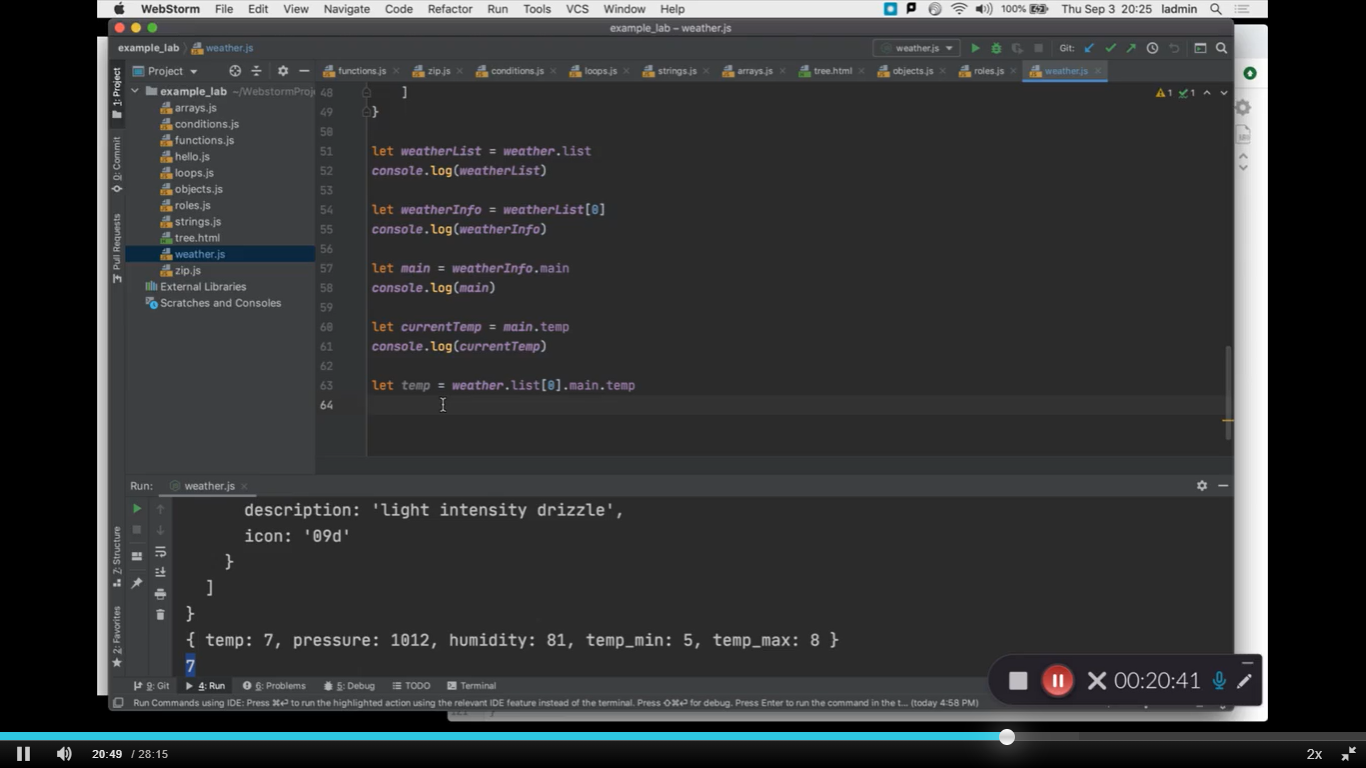 WebStorm File Edit View Navigate Code Refactor Run Tools VCS Window Help 100% Thu Sep 3 20:25 ladmin
example_lab – weather.js
example_lab weather.js weather.js Git:
1: Project Project functions.js zip.js conditions.js loops.js strings.js arrays.js tree.html objects.js roles.js weather.js
example_lab ~/WebstormProje
arrays.js
conditions.js
functions.js
hello.js
loops.js
objects.js
roles.js
strings.js
tree.html
weather.js
zip.js
External Libraries
Scratches and Consoles
0: Commit
Pull Requests
1 1
48 ]
49 }
50
51 let weatherList = weather.list
52 console.log(weatherList)
53
54 let weatherInfo = weatherList[0]
55 console.log(weatherInfo)
56
57 let main = weatherInfo.main
58 console.log(main)
59
60 let currentTemp = main.temp
61 console.log(currentTemp)
62
63 let temp = weather.list[0].main.temp
64
Run: weather.js
description: 'light intensity drizzle',
icon: '09d'
}
]
}
{ temp: 7, pressure: 1012, humidity: 81, temp_min: 5, temp_max: 8 }
7
Z: Structure
2: Favorites
00:20:41
9: Git 4: Run 6: Problems 5: Debug TODO Terminal
Run Commands using IDE: Press ⌘↩ to run the highlighted action using the relevant IDE feature instead of the terminal. Press ⇧⌘↩ for debug. Press Enter to run the command in the t... (today 4:58 PM)
20:49 / 28:15 2x